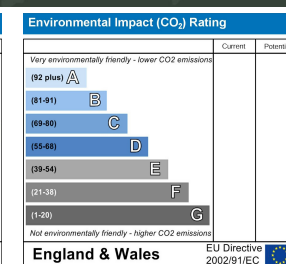 Environmental Impact (CO₂) Rating
Current
Very environmentally friendly - lower CO2 emissions
(92 plus) A
(81-91) B
(69-80) C
(55-68) D
(39-54) E
(21-38) F
(1-20) G
Not environmentally friendly - higher CO2 emissions
England & Wales
EU Directive
2002/91/EC